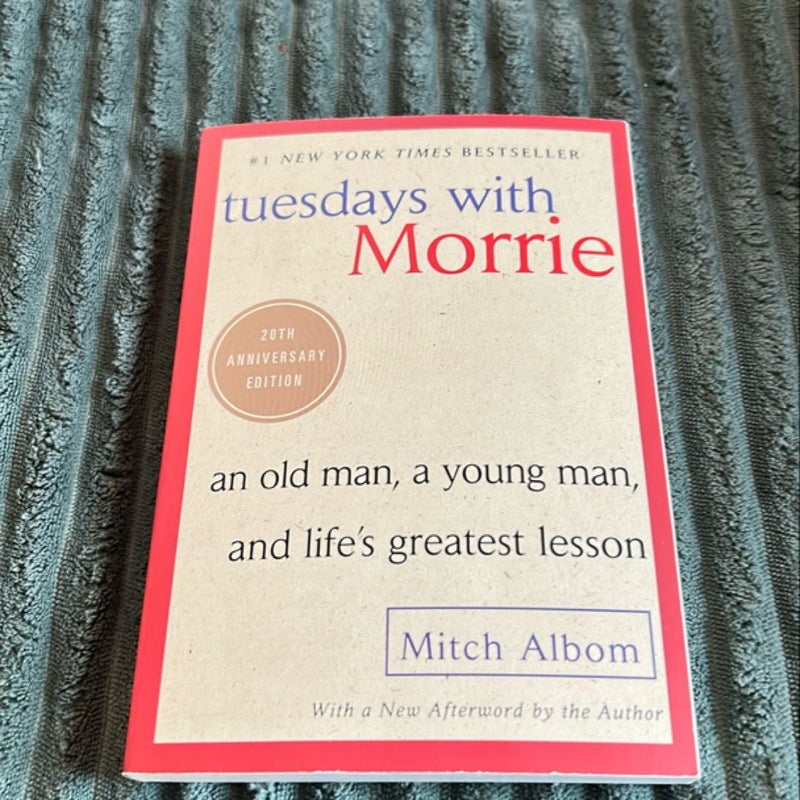 #1 NEW YORK TIMES BESTSELLER
tuesdays with
Morrie
20TH
ANNIVERSARY
EDITION
an old man, a young man,
and life's greatest lesson
Mitch Albom
With a New Afterword by the Author